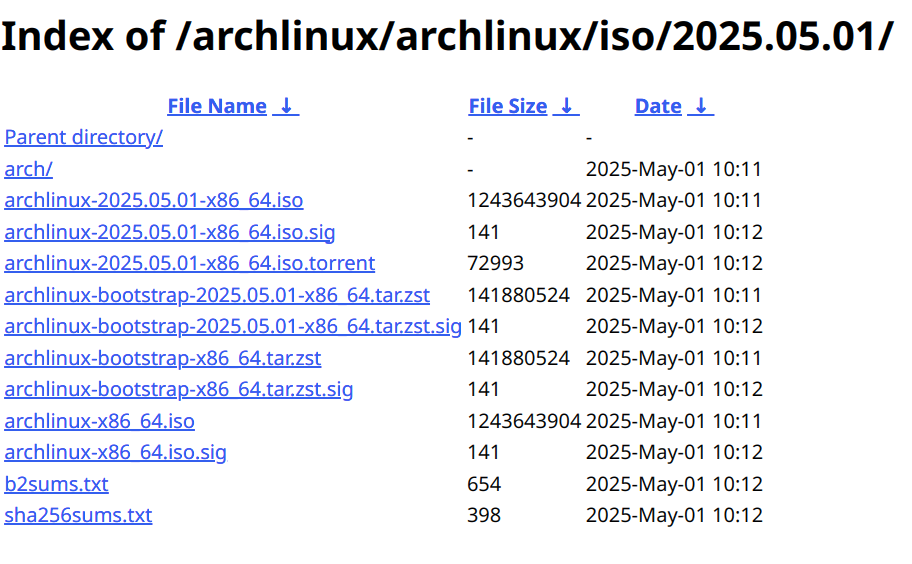 Index of /archlinux/archlinux/iso/2025.05.01/
File Name ↓ File Size ↓ Date ↓
Parent directory/ - -
arch/ - 2025-May-01 10:11
archlinux-2025.05.01-x86_64.iso 1243643904 2025-May-01 10:11
archlinux-2025.05.01-x86_64.iso.sig 141 2025-May-01 10:12
archlinux-2025.05.01-x86_64.iso.torrent 72993 2025-May-01 10:12
archlinux-bootstrap-2025.05.01-x86_64.tar.zst 141880524 2025-May-01 10:11
archlinux-bootstrap-2025.05.01-x86_64.tar.zst.sig 141 2025-May-01 10:12
archlinux-bootstrap-x86_64.tar.zst 141880524 2025-May-01 10:11
archlinux-bootstrap-x86_64.tar.zst.sig 141 2025-May-01 10:12
archlinux-x86_64.iso 1243643904 2025-May-01 10:11
archlinux-x86_64.iso.sig 141 2025-May-01 10:12
b2sums.txt 654 2025-May-01 10:12
sha256sums.txt 398 2025-May-01 10:12